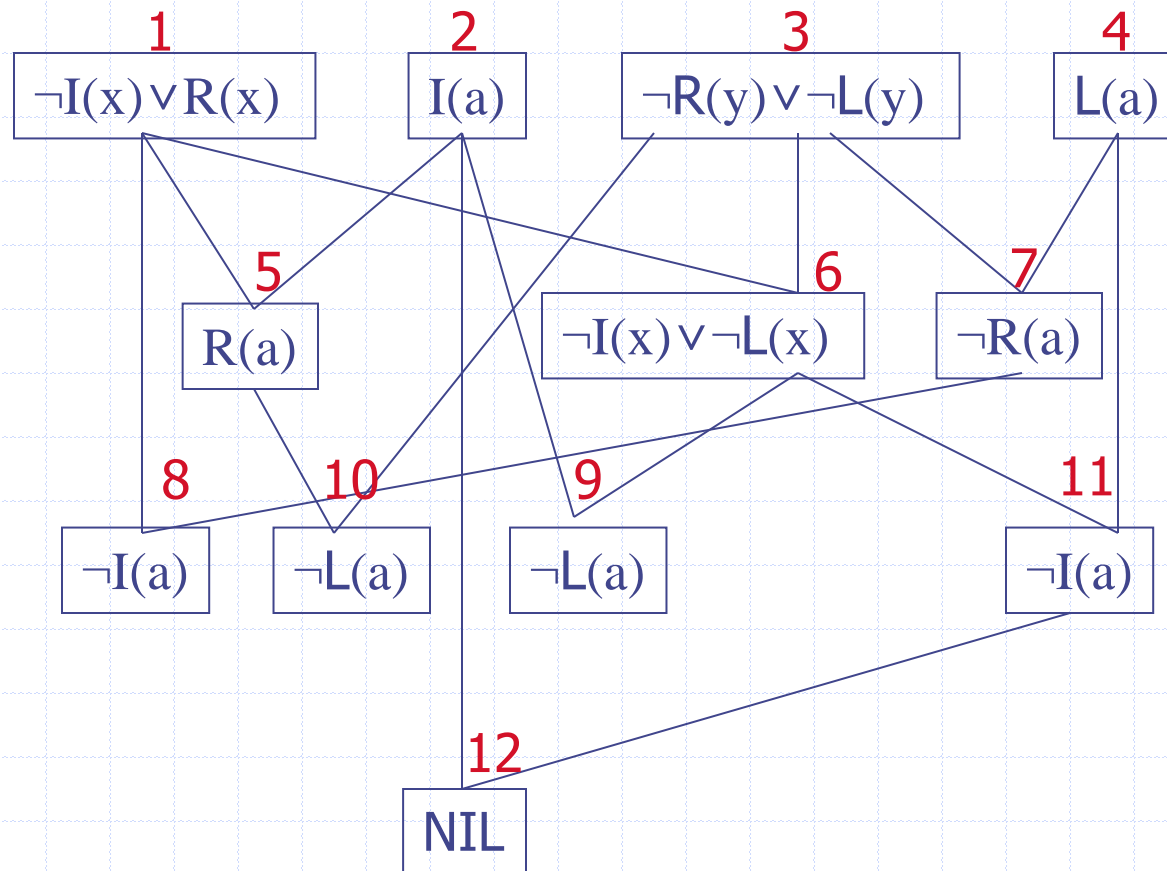 1 2 3 4
¬I(x)∨R(x) I(a) ¬R(y)∨¬L(y) L(a)
5 6 7
R(a) ¬I(x)∨¬L(x) ¬R(a)
8 10 9 11
¬I(a) ¬L(a) ¬L(a) ¬I(a)
12
NIL